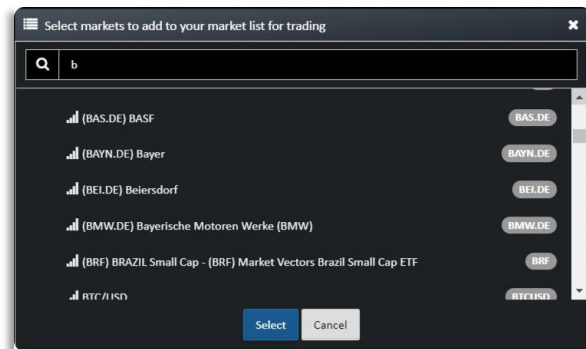 Select markets to add to your market list for trading
b
(BAS.DE) BASF BAS.DE
(BAYN.DE) Bayer BAYN.DE
(BEI.DE) Beiersdorf BEI.DE
(BMW.DE) Bayerische Motoren Werke (BMW) BMW.DE
(BRF) BRAZIL Small Cap - (BRF) Market Vectors Brazil Small Cap ETF BRF
BTC/USD BTCUSD
Select Cancel